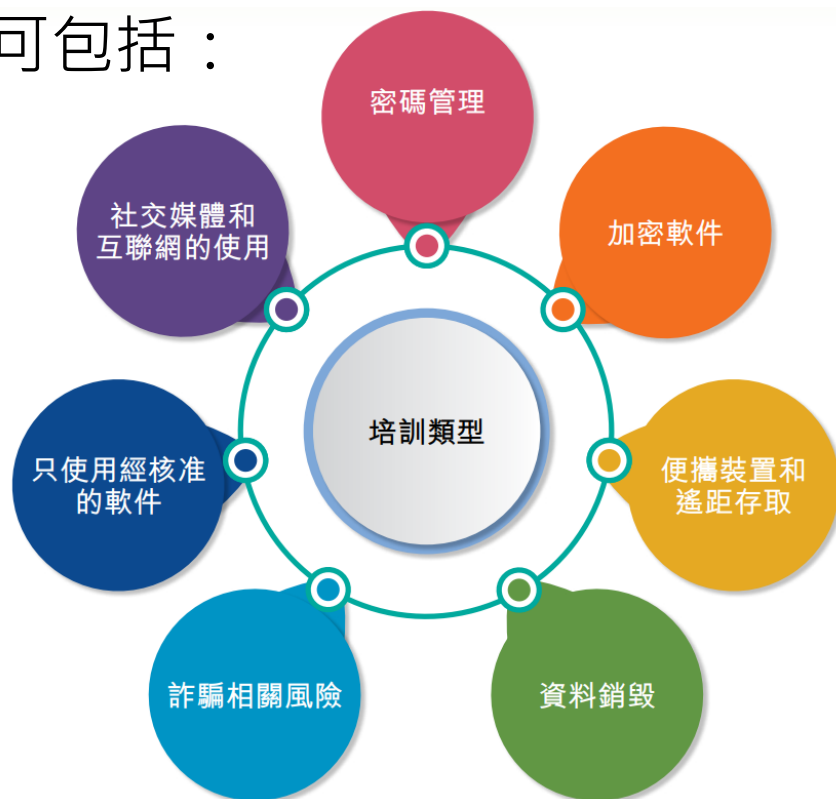 可包括：
密碼管理
加密軟件
便攜裝置和
遙距存取
資料銷毀
詐騙相關風險
只使用經核准
的軟件
社交媒體和
互聯網的使用
培訓類型